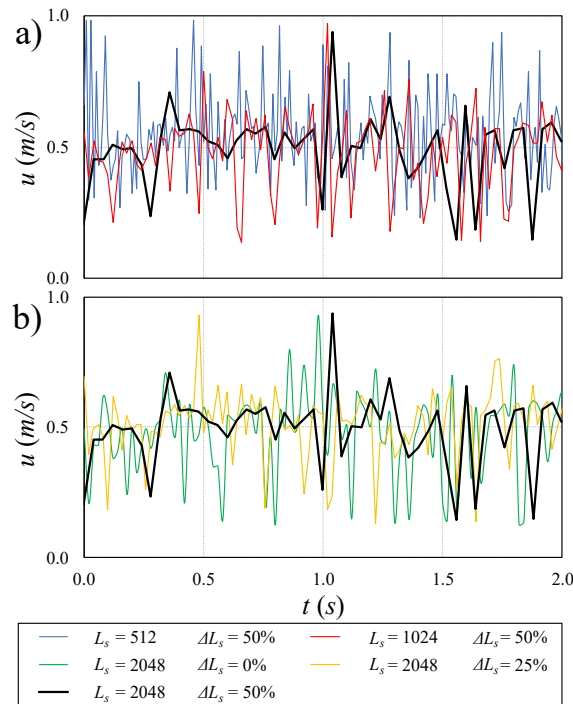 a)
1.0
0.5
0.0
u (m/s)
b)
1.0
0.5
0.0
u (m/s)
0.0 0.5 1.0 1.5 2.0
t (s)
Ls = 512 ΔLs = 50% Ls = 1024 ΔLs = 50%
Ls = 2048 ΔLs = 0% Ls = 2048 ΔLs = 25%
Ls = 2048 ΔLs = 50%